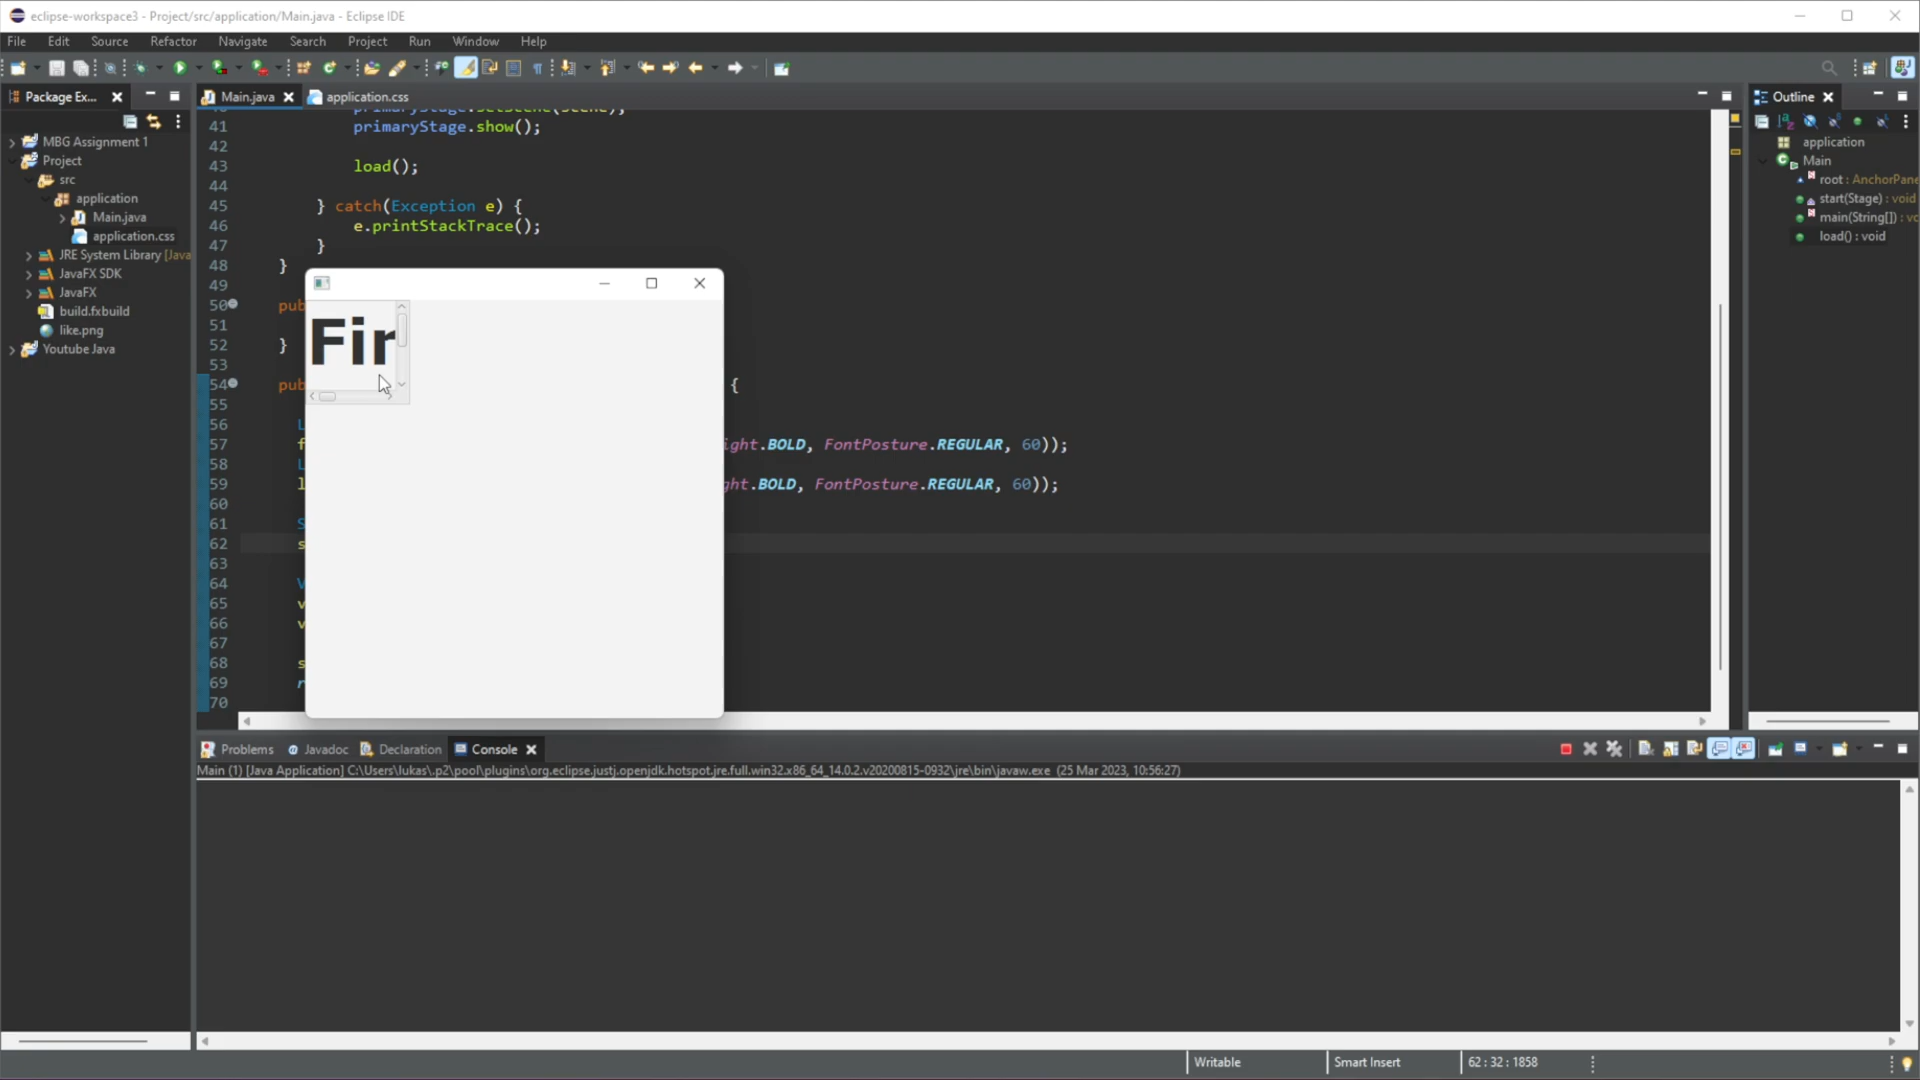 eclipse-workspace3 - Project/src/application/Main.java - Eclipse IDE
File Edit Source Refactor Navigate Search Project Run Window Help
Package Ex...
Main.java
application.css
Outline
MBG Assignment 1
Project
src
application
Main.java
application.css
JRE System Library [Java
JavaFX SDK
JavaFX
build.fxbuild
like.png
Youtube Java
41 primaryStage.show();
42
43 load();
44
45 } catch(Exception e) {
46 e.printStackTrace();
47 }
48 }
49
50 pub
51
52 }
53
54 pub {
55
56 L
57 f ight.BOLD, FontPosture.REGULAR, 60));
58 L
59 l ght.BOLD, FontPosture.REGULAR, 60));
60
61 S
62 s
63
64 V
65 v
66 v
67
68 s
69 r
70
Fir
application
Main
root : AnchorPane
start(Stage) : void
main(String[]) : vo
load() : void
Problems Javadoc Declaration Console
Main (1) [Java Application] C:\Users\lukas\.p2\pool\plugins\org.eclipse.justj.openjdk.hotspot.jre.full.win32.x86_64_14.0.2.v20200815-0932\jre\bin\javaw.exe (25 Mar 2023, 10:56:27)
Writable Smart Insert 62 : 32 : 1858